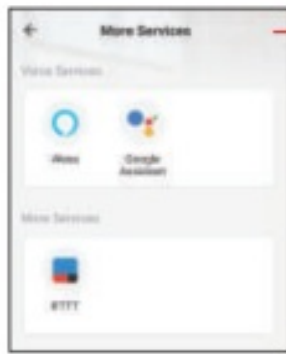 More Services
Voice Services
Alexa
Google
Assistant
More Services
IFTTT